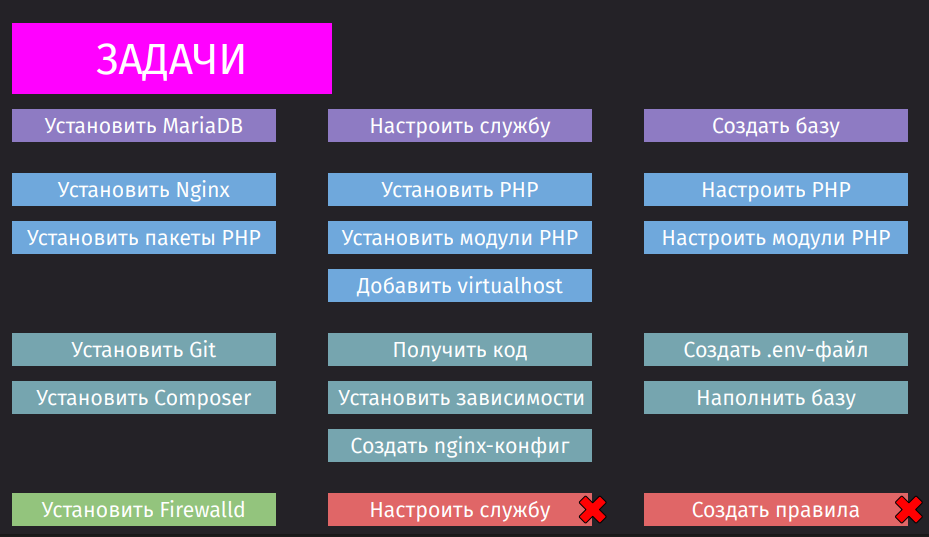 ЗАДАЧИ
Установить MariaDB
Настроить службу
Создать базу
Установить Nginx
Установить PHP
Настроить PHP
Установить пакеты PHP
Установить модули PHP
Настроить модули PHP
Добавить virtualhost
Установить Git
Получить код
Создать .env-файл
Установить Composer
Установить зависимости
Наполнить базу
Создать nginx-конфиг
Установить Firewalld
Настроить службу
Создать правила